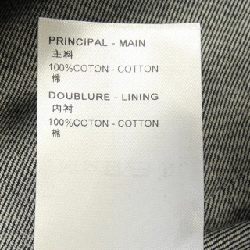 PRINCIPAL - MAIN
主料
100%COTON - COTTON
棉
DOUBLURE - LINING
内衬
100%COTON - COTTON
棉